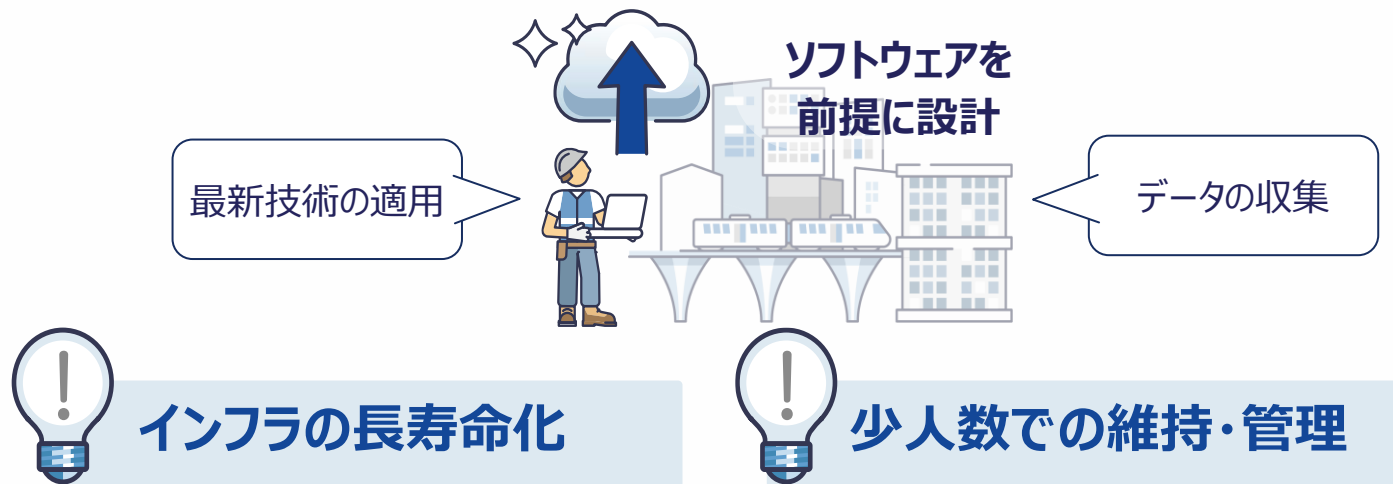 ソフトウェアを
前提に設計
最新技術の適用
データの収集
インフラの長寿命化
少人数での維持・管理